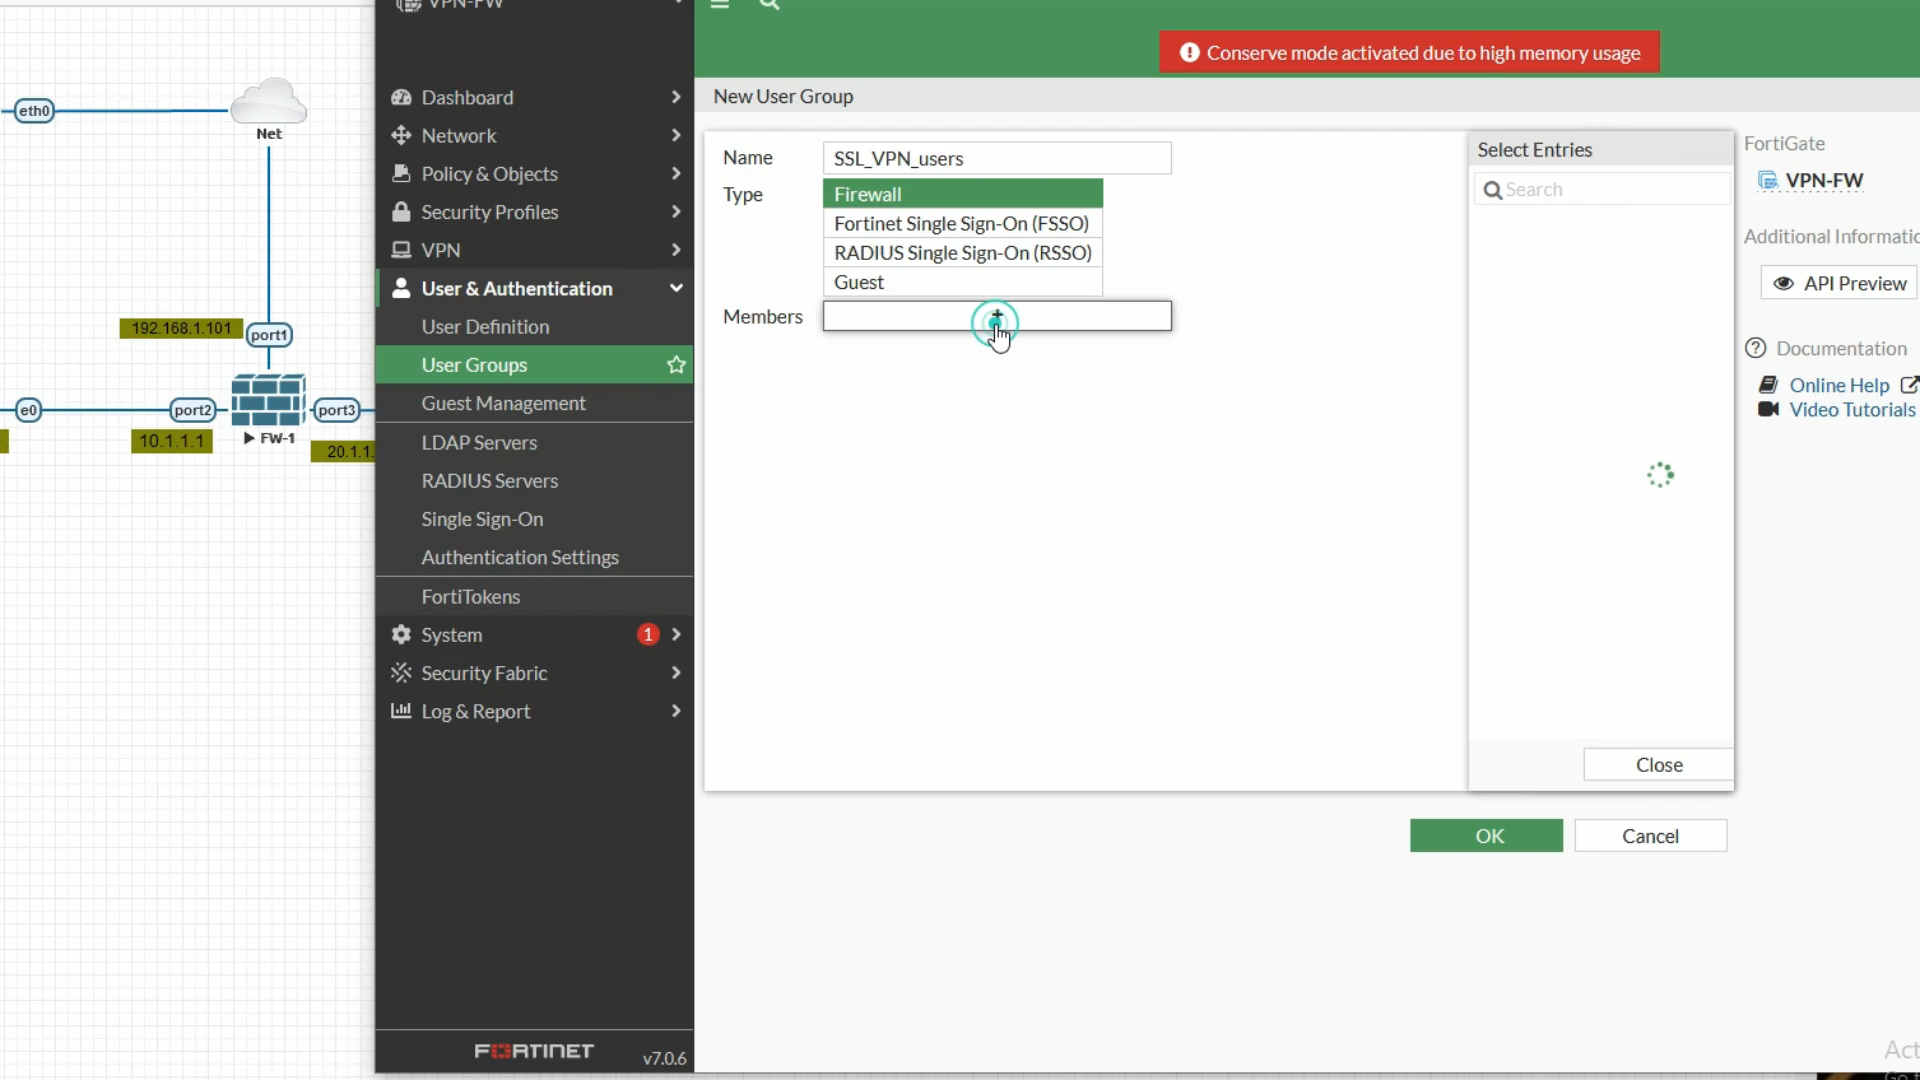 eth0
Net
192.168.1.101
port1
e0
port2
port3
10.1.1.1
FW-1
20.1.1.
VPN-FW
Dashboard
Network
Policy & Objects
Security Profiles
VPN
User & Authentication
User Definition
User Groups
Guest Management
LDAP Servers
RADIUS Servers
Single Sign-On
Authentication Settings
FortiTokens
System 1
Security Fabric
Log & Report
FORTINET v7.0.6
Conserve mode activated due to high memory usage
New User Group
Name SSL_VPN_users
Type Firewall
Fortinet Single Sign-On (FSSO)
RADIUS Single Sign-On (RSSO)
Guest
Members +
Select Entries
Search
Close
OK Cancel
FortiGate
VPN-FW
Additional Informatio
API Preview
Documentation
Online Help
Video Tutorials
Act